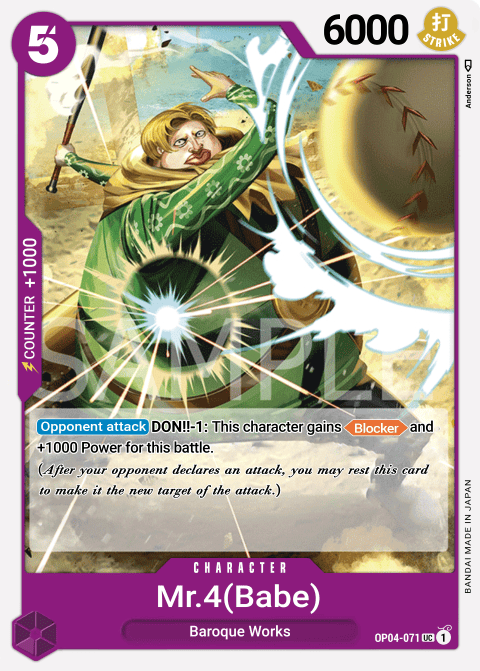 5
6000
打
STRIKE
Anderson
COUNTER +1000
SAMPLE
Opponent attack DON!!-1: This character gains Blocker and
+1000 Power for this battle.
(After your opponent declares an attack, you may rest this card
to make it the new target of the attack.)
BANDAI MADE IN JAPAN
CHARACTER
Mr.4(Babe)
Baroque Works
OP04-071 UC 1